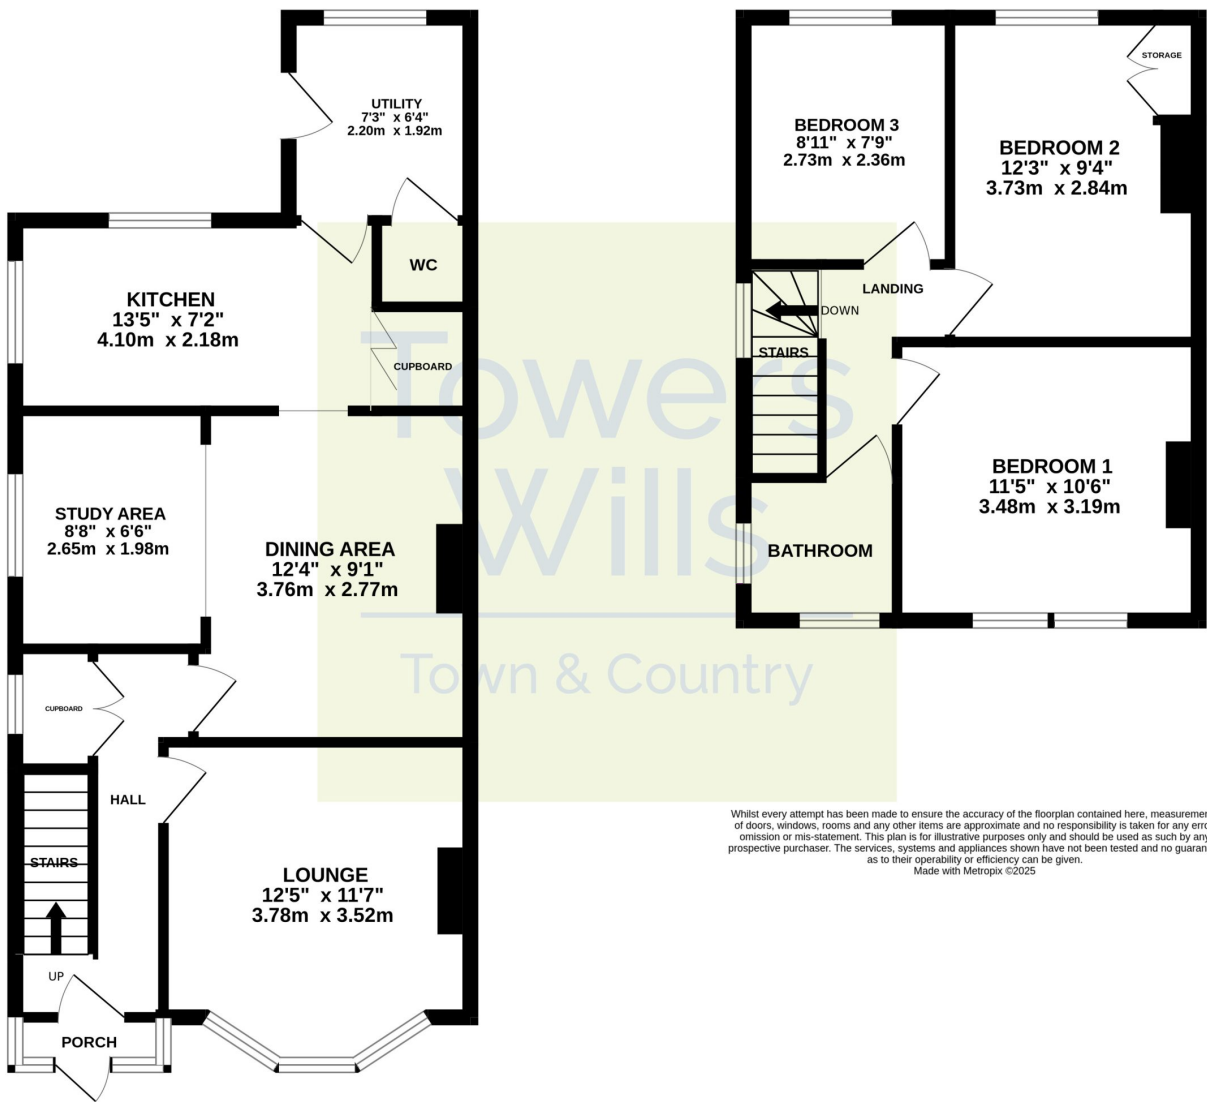 UTILITY
7'3" x 6'4"
2.20m x 1.92m
WC
KITCHEN
13'5" x 7'2"
4.10m x 2.18m
CUPBOARD
STUDY AREA
8'8" x 6'6"
2.65m x 1.98m
DINING AREA
12'4" x 9'1"
3.76m x 2.77m
CUPBOARD
HALL
STAIRS
UP
LOUNGE
12'5" x 11'7"
3.78m x 3.52m
PORCH
BEDROOM 3
8'11" x 7'9"
2.73m x 2.36m
STORAGE
BEDROOM 2
12'3" x 9'4"
3.73m x 2.84m
LANDING
DOWN
STAIRS
BEDROOM 1
11'5" x 10'6"
3.48m x 3.19m
BATHROOM
Towers
Wills
Town & Country
Whilst every attempt has been made to ensure the accuracy of the floorplan contained here,
of doors, windows, rooms and any other items are approximate and no responsibility is taken for any
omission or mis-statement. This plan is for illustrative purposes only and should be used as such by any
prospective purchaser. The services, systems and appliances shown have not been tested and no
as to their operability or efficiency can be given.
Made with Metropix ©2025